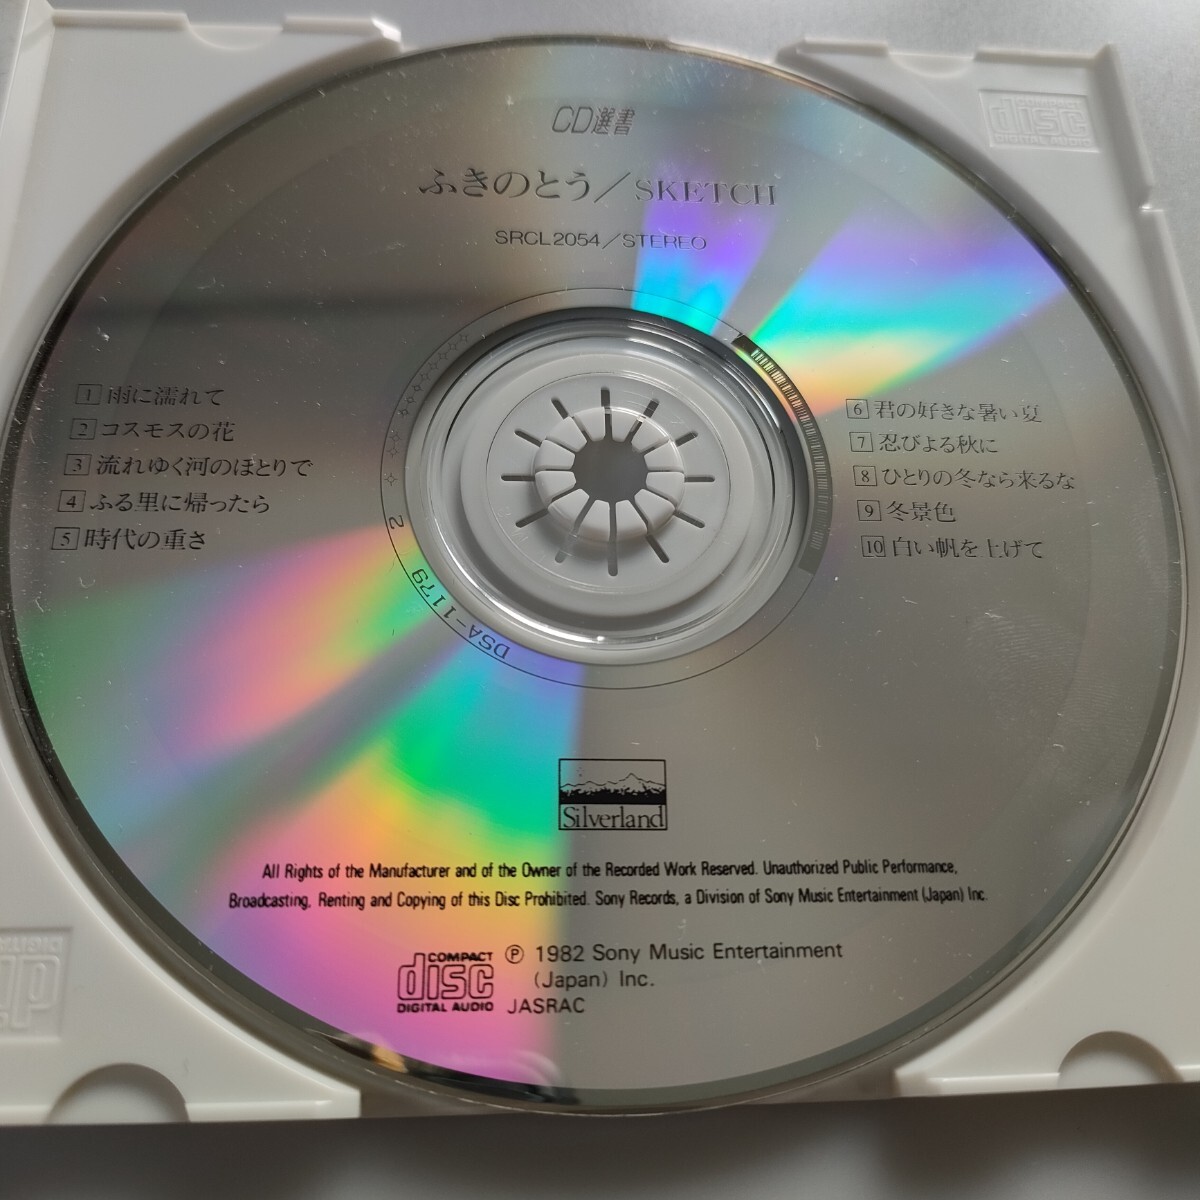 CD選書
ふきのとう／SKETCH
SRCL2054／STEREO
1 雨に濡れて
2 コスモスの花
3 流れゆく河のほとりで
4 ふる里に帰ったら
5 時代の重さ
6 君の好きな暑い夏
7 忍びよる秋に
8 ひとりの冬なら来るな
9 冬景色
10 白い帆を上げて
DSA-1179 2
Silverland
All Rights of the Manufacturer and of the Owner of the Recorded Work Reserved. Unauthorized Public Performance,
Broadcasting, Renting and Copying of this Disc Prohibited. Sony Records, a Division of Sony Music Entertainment (Japan) Inc.
COMPACT
disc
DIGITAL AUDIO
Ⓟ 1982 Sony Music Entertainment
(Japan) Inc.
JASRAC
COMPACT
disc
DIGITAL AUDIO